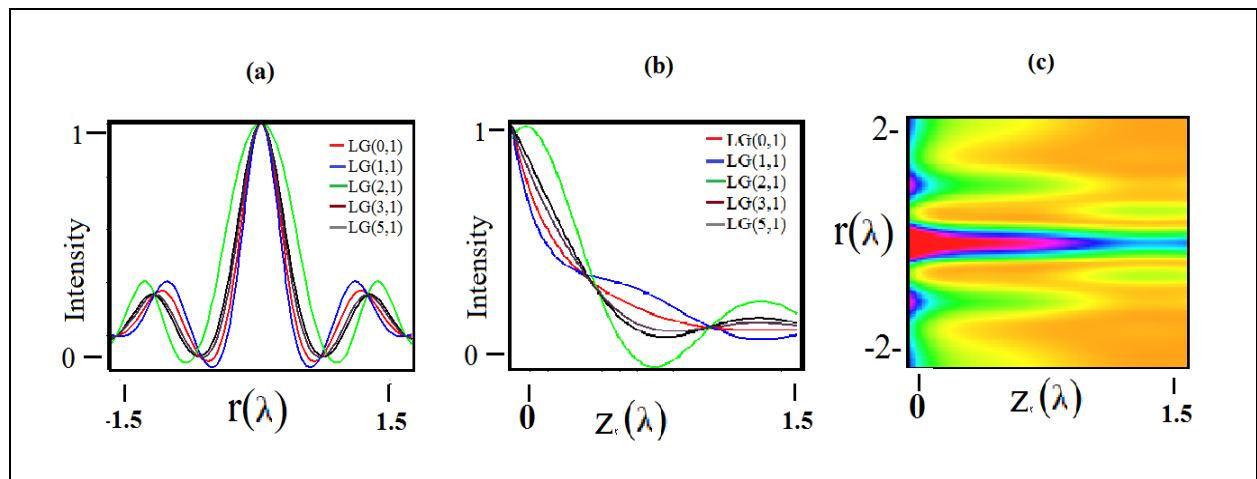 (a)
1
Intensity
0
LG(0,1)
LG(1,1)
LG(2,1)
LG(3,1)
LG(5,1)
-1.5
r(λ)
1.5
(b)
1
Intensity
0
LG(0,1)
LG(1,1)
LG(2,1)
LG(3,1)
LG(5,1)
0
Zr(λ)
1.5
(c)
2-
r(λ)
-2-
0
Zr(λ)
1.5